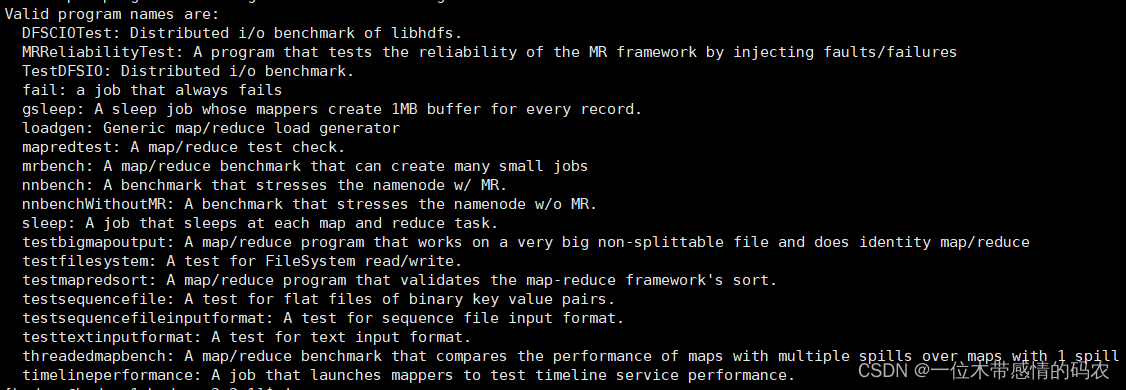 Valid program names are:
DFSCIOTest: Distributed i/o benchmark of libhdfs.
MRReliabilityTest: A program that tests the reliability of the MR framework by injecting faults/failures
TestDFSIO: Distributed i/o benchmark.
fail: a job that always fails
gsleep: A sleep job whose mappers create 1MB buffer for every record.
loadgen: Generic map/reduce load generator
mapredtest: A map/reduce test check.
mrbench: A map/reduce benchmark that can create many small jobs
nnbench: A benchmark that stresses the namenode w/ MR.
nnbenchWithoutMR: A benchmark that stresses the namenode w/o MR.
sleep: A job that sleeps at each map and reduce task.
testbigmapoutput: A map/reduce program that works on a very big non-splittable file and does identity map/reduce
testfilesystem: A test for FileSystem read/write.
testmapredsort: A map/reduce program that validates the map-reduce framework's sort.
testsequencefile: A test for flat files of binary key value pairs.
testsequencefileinputformat: A test for sequence file input format.
testtextinputformat: A test for text input format.
threadedmapbench: A map/reduce benchmark that compares the performance of maps with multiple spills over maps with 1 spill
timelineperformance: A job that launches mappers to test timeline service performance.
CSDN @一位木带感情的码农